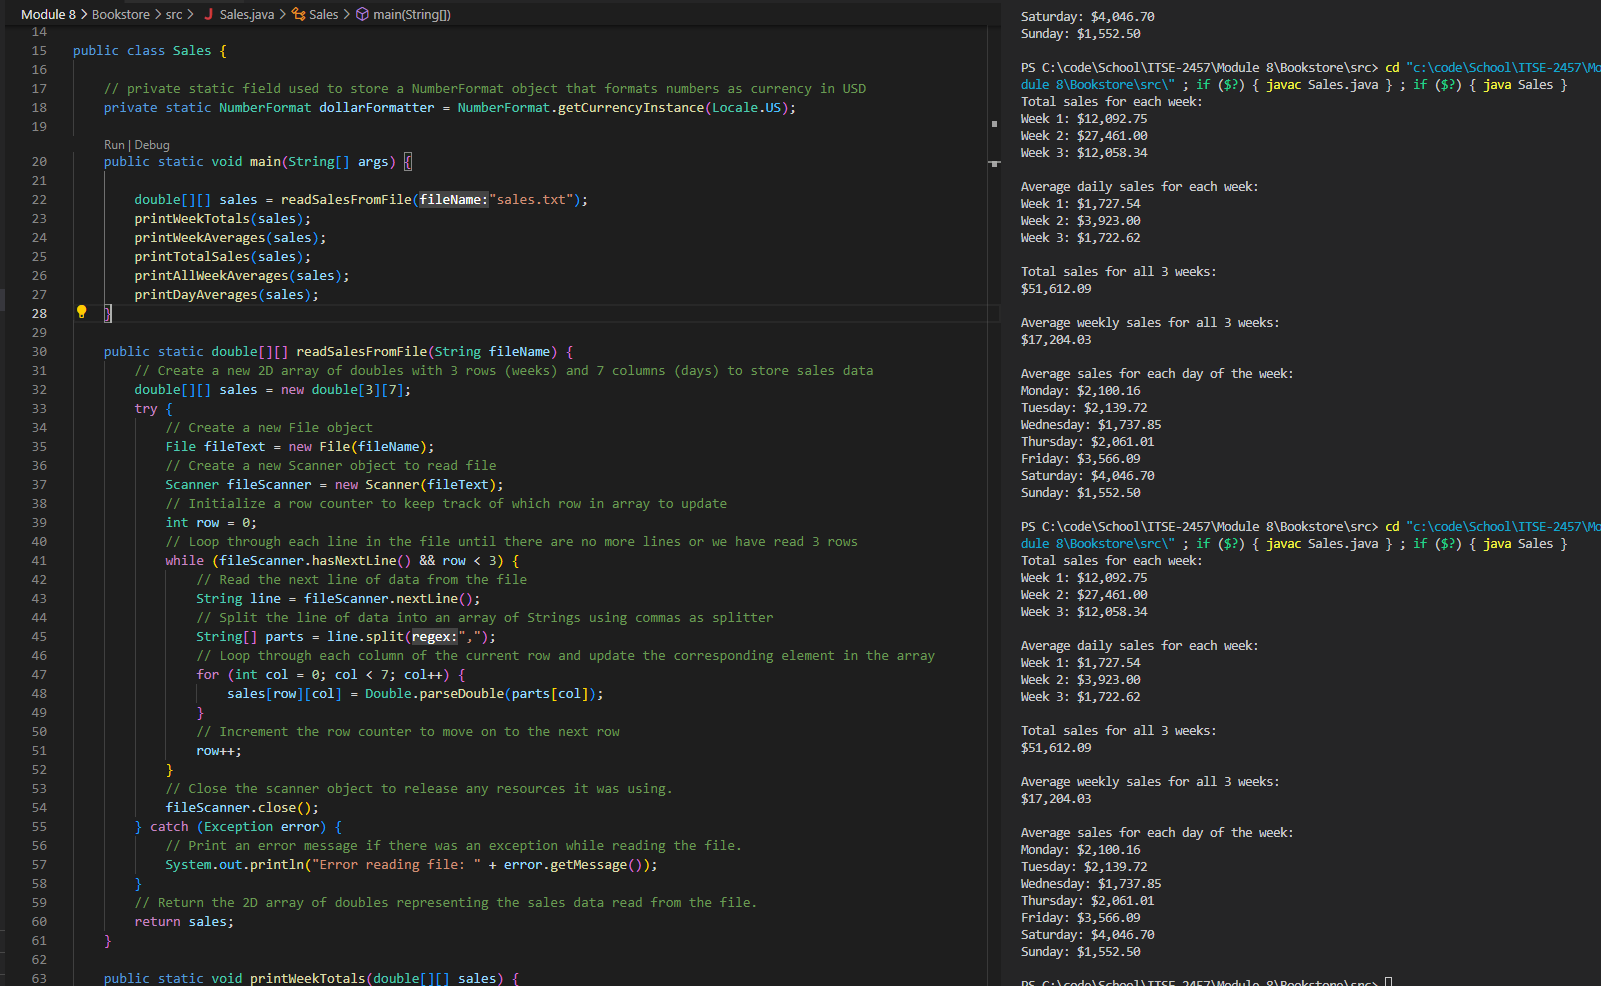 Module 8 > Bookstore > src > J Sales.java > Sales > main(String[])
14
15 public class Sales {
16
17 // private static field used to store a NumberFormat object that formats numbers as currency in USD
18 private static NumberFormat dollarFormatter = NumberFormat.getCurrencyInstance(Locale.US);
19
Run | Debug
20 public static void main(String[] args) {
21
22 double[][] sales = readSalesFromFile(fileName:"sales.txt");
23 printWeekTotals(sales);
24 printWeekAverages(sales);
25 printTotalSales(sales);
26 printAllWeekAverages(sales);
27 printDayAverages(sales);
28 }
29
30 public static double[][] readSalesFromFile(String fileName) {
31 // Create a new 2D array of doubles with 3 rows (weeks) and 7 columns (days) to store sales data
32 double[][] sales = new double[3][7];
33 try {
34 // Create a new File object
35 File fileText = new File(fileName);
36 // Create a new Scanner object to read file
37 Scanner fileScanner = new Scanner(fileText);
38 // Initialize a row counter to keep track of which row in array to update
39 int row = 0;
40 // Loop through each line in the file until there are no more lines or we have read 3 rows
41 while (fileScanner.hasNextLine() && row < 3) {
42 // Read the next line of data from the file
43 String line = fileScanner.nextLine();
44 // Split the line of data into an array of Strings using commas as splitter
45 String[] parts = line.split(regex:",");
46 // Loop through each column of the current row and update the corresponding element in the array
47 for (int col = 0; col < 7; col++) {
48 sales[row][col] = Double.parseDouble(parts[col]);
49 }
50 // Increment the row counter to move on to the next row
51 row++;
52 }
53 // Close the scanner object to release any resources it was using.
54 fileScanner.close();
55 } catch (Exception error) {
56 // Print an error message if there was an exception while reading the file.
57 System.out.println("Error reading file: " + error.getMessage());
58 }
59 // Return the 2D array of doubles representing the sales data read from the file.
60 return sales;
61 }
62
63 public static void printWeekTotals(double[][] sales) {
Saturday: $4,046.70
Sunday: $1,552.50
PS C:\code\School\ITSE-2457\Module 8\Bookstore\src> cd "c:\code\School\ITSE-2457\Mo
dule 8\Bookstore\src\" ; if ($?) { javac Sales.java } ; if ($?) { java Sales }
Total sales for each week:
Week 1: $12,092.75
Week 2: $27,461.00
Week 3: $12,058.34
Average daily sales for each week:
Week 1: $1,727.54
Week 2: $3,923.00
Week 3: $1,722.62
Total sales for all 3 weeks:
$51,612.09
Average weekly sales for all 3 weeks:
$17,204.03
Average sales for each day of the week:
Monday: $2,100.16
Tuesday: $2,139.72
Wednesday: $1,737.85
Thursday: $2,061.01
Friday: $3,566.09
Saturday: $4,046.70
Sunday: $1,552.50
PS C:\code\School\ITSE-2457\Module 8\Bookstore\src> cd "c:\code\School\ITSE-2457\Mo
dule 8\Bookstore\src\" ; if ($?) { javac Sales.java } ; if ($?) { java Sales }
Total sales for each week:
Week 1: $12,092.75
Week 2: $27,461.00
Week 3: $12,058.34
Average daily sales for each week:
Week 1: $1,727.54
Week 2: $3,923.00
Week 3: $1,722.62
Total sales for all 3 weeks:
$51,612.09
Average weekly sales for all 3 weeks:
$17,204.03
Average sales for each day of the week:
Monday: $2,100.16
Tuesday: $2,139.72
Wednesday: $1,737.85
Thursday: $2,061.01
Friday: $3,566.09
Saturday: $4,046.70
Sunday: $1,552.50
PS C:\code\School\ITSE-2457\Module 8\Bookstore\src>